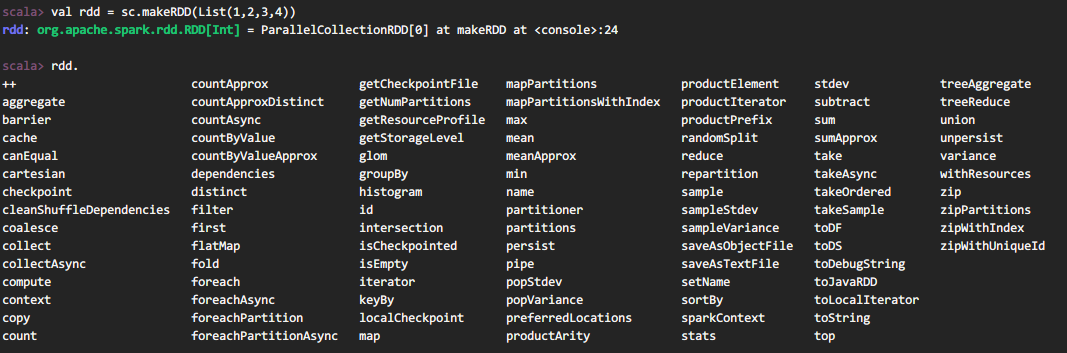 scala> val rdd = sc.makeRDD(List(1,2,3,4))
rdd: org.apache.spark.rdd.RDD[Int] = ParallelCollectionRDD[0] at makeRDD at <console>:24
scala> rdd.
++ countApprox getCheckpointFile mapPartitions productElement stdev treeAggregate
aggregate countApproxDistinct getNumPartitions mapPartitionsWithIndex productIterator subtract treeReduce
barrier countAsync getResourceProfile max productPrefix sum union
cache countByValue getStorageLevel mean randomSplit sumApprox unpersist
canEqual countByValueApprox glom meanApprox reduce take variance
cartesian dependencies groupBy min repartition takeAsync withResources
checkpoint distinct histogram name sample takeOrdered zip
cleanShuffleDependencies filter id partitioner sampleStdev takeSample zipPartitions
coalesce first intersection partitions sampleVariance toDF zipWithIndex
collect flatMap isCheckpointed persist saveAsObjectFile toDS zipWithUniqueId
collectAsync fold isEmpty pipe saveAsTextFile toDebugString
compute foreach iterator popStdev setName toJavaRDD
context foreachAsync keyBy popVariance sortBy toLocalIterator
copy foreachPartition localCheckpoint preferredLocations sparkContext toString
count foreachPartitionAsync map productArity stats top